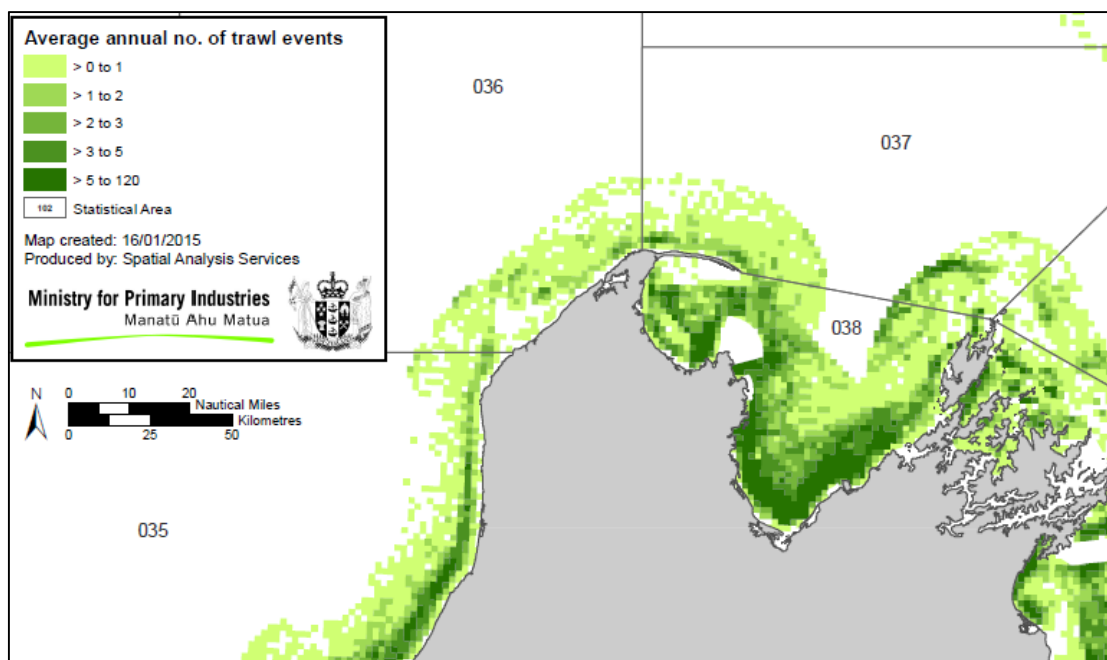 Average annual no. of trawl events
> 0 to 1
> 1 to 2
> 2 to 3
> 3 to 5
> 5 to 120
102 Statistical Area
Map created: 16/01/2015
Produced by: Spatial Analysis Services
Ministry for Primary Industries
Manatū Ahu Matua
036
037
038
N
0 10 20
Nautical Miles
Kilometres
0 25 50
035